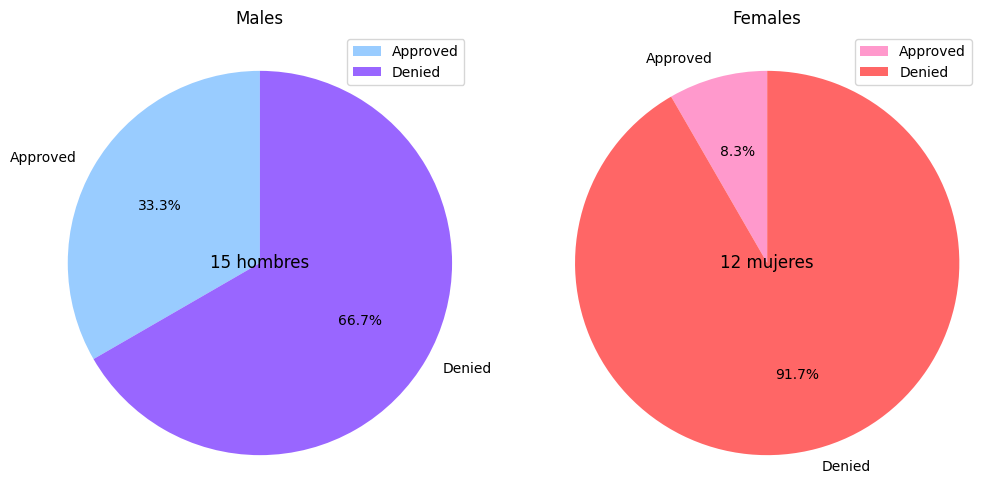 Males
Approved
Denied
Approved
33.3%
15 hombres
66.7%
Denied
Females
Approved
Denied
Approved
8.3%
12 mujeres
91.7%
Denied